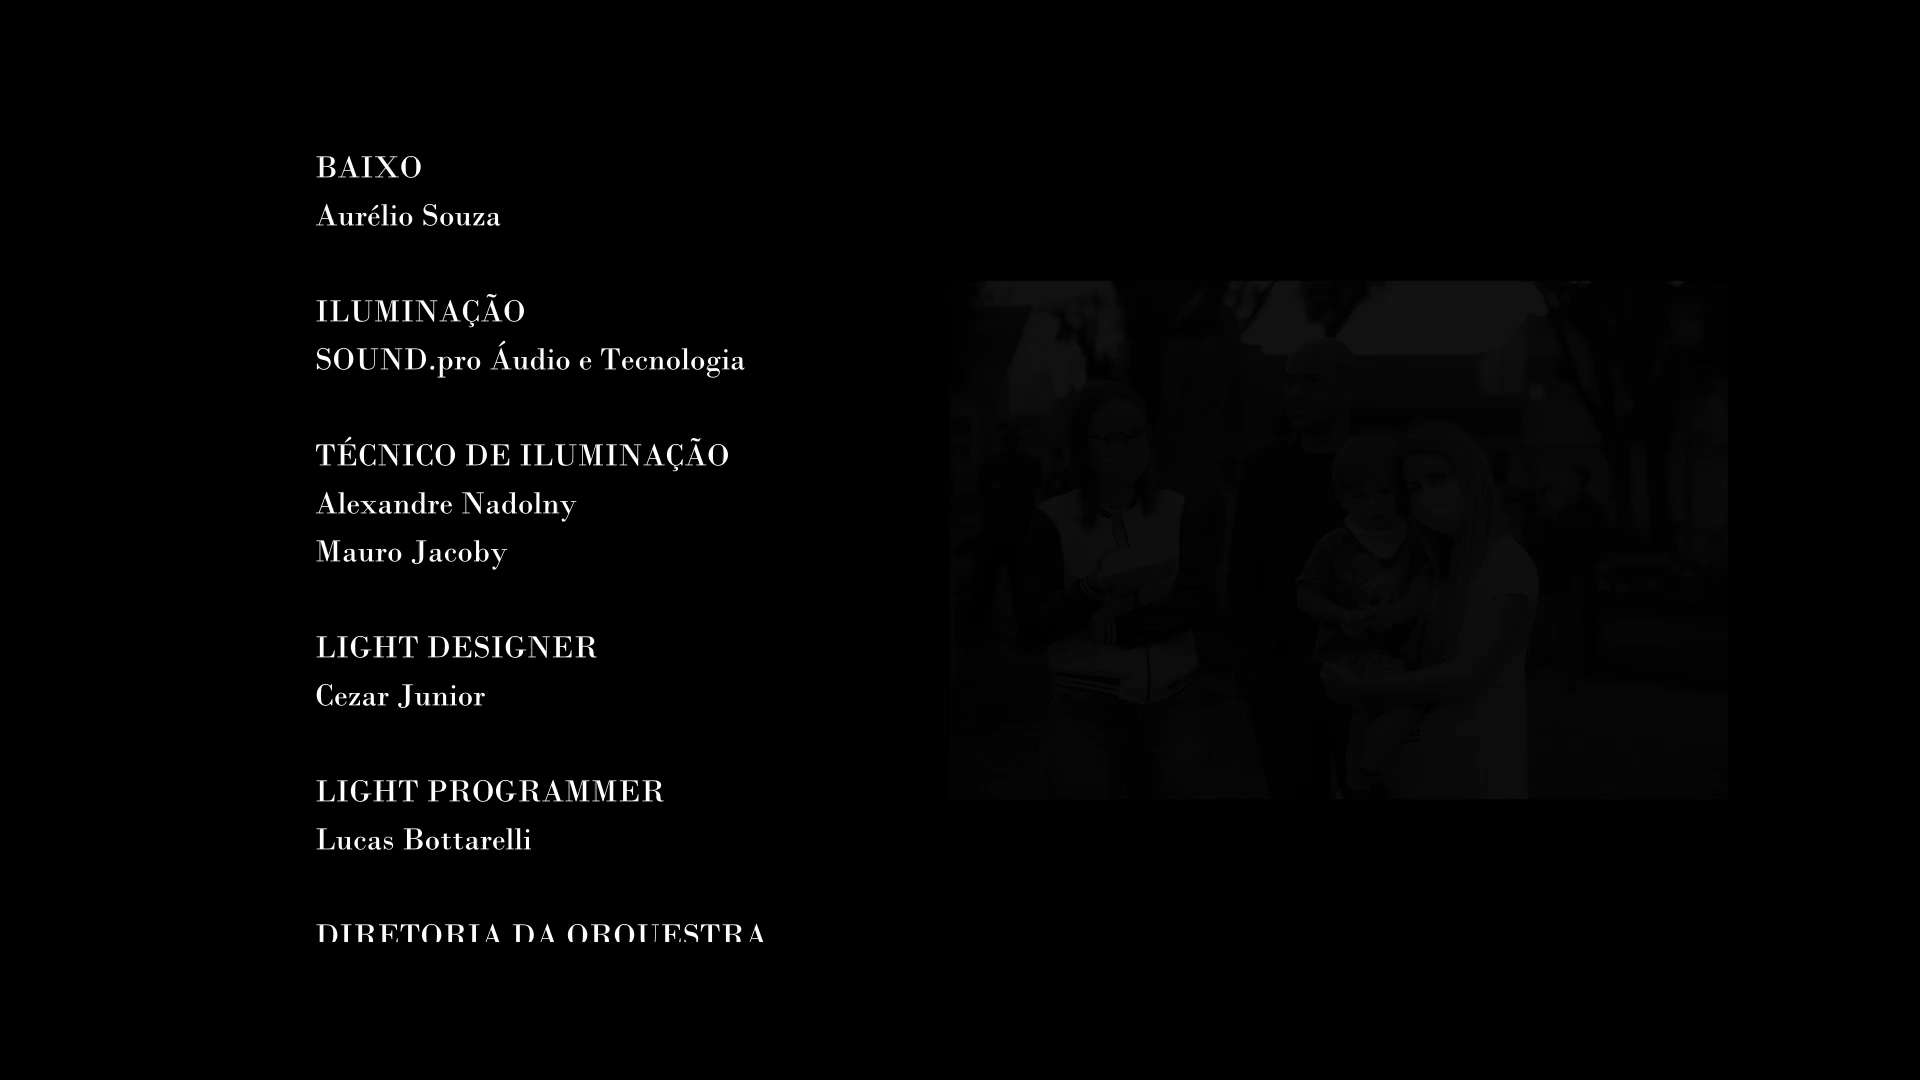 BAIXO
Aurélio Souza
ILUMINAÇÃO
SOUND.pro Áudio e Tecnologia
TÉCNICO DE ILUMINAÇÃO
Alexandre Nadolny
Mauro Jacoby
LIGHT DESIGNER
Cezar Junior
LIGHT PROGRAMMER
Lucas Bottarelli
DIRETORIA DA ORQUESTRA